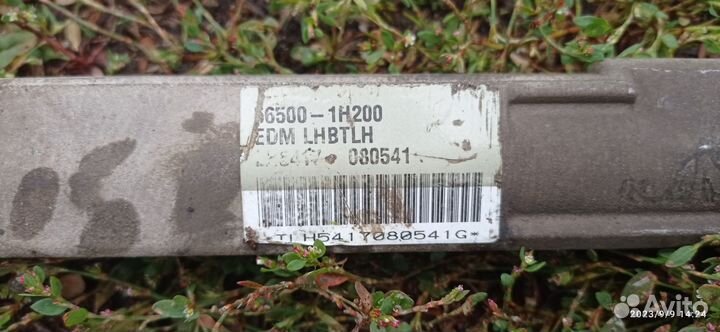 56500-1H200
EDM LHBTLH
080541
TLH5417080541G*
Avito
2023/9/9 14:24